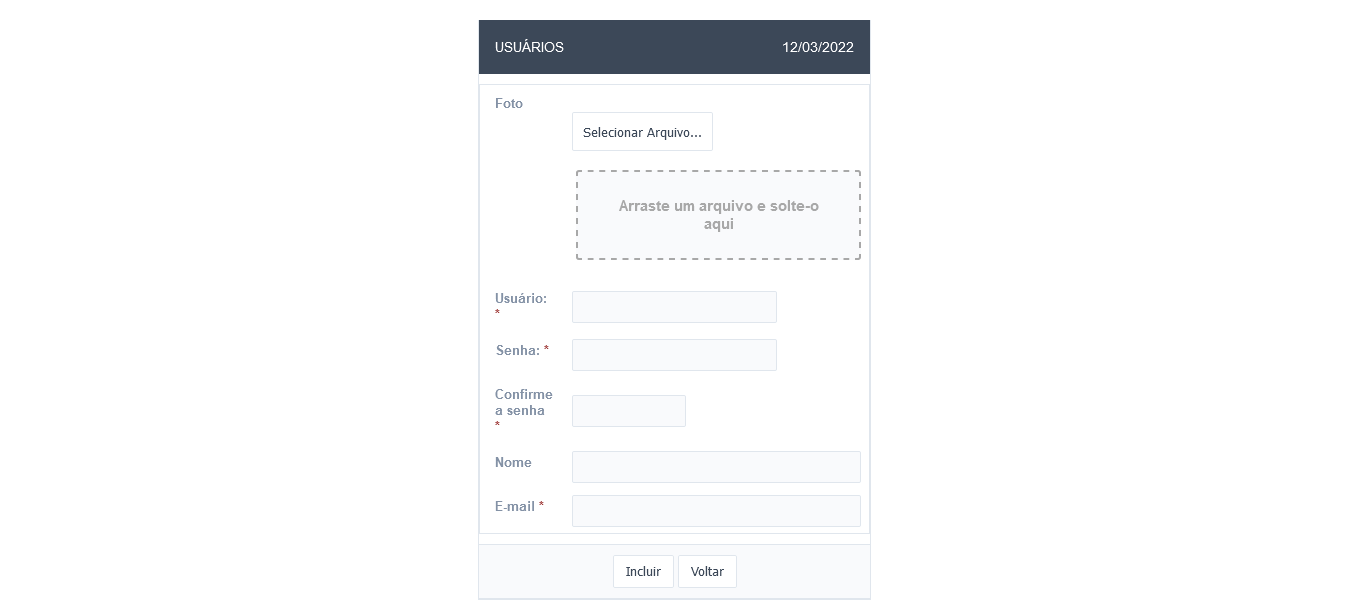 USUÁRIOS 12/03/2022
Foto
Selecionar Arquivo...
Arraste um arquivo e solte-o
aqui
Usuário:
*
Senha: *
Confirme
a senha
*
Nome
E-mail *
Incluir Voltar